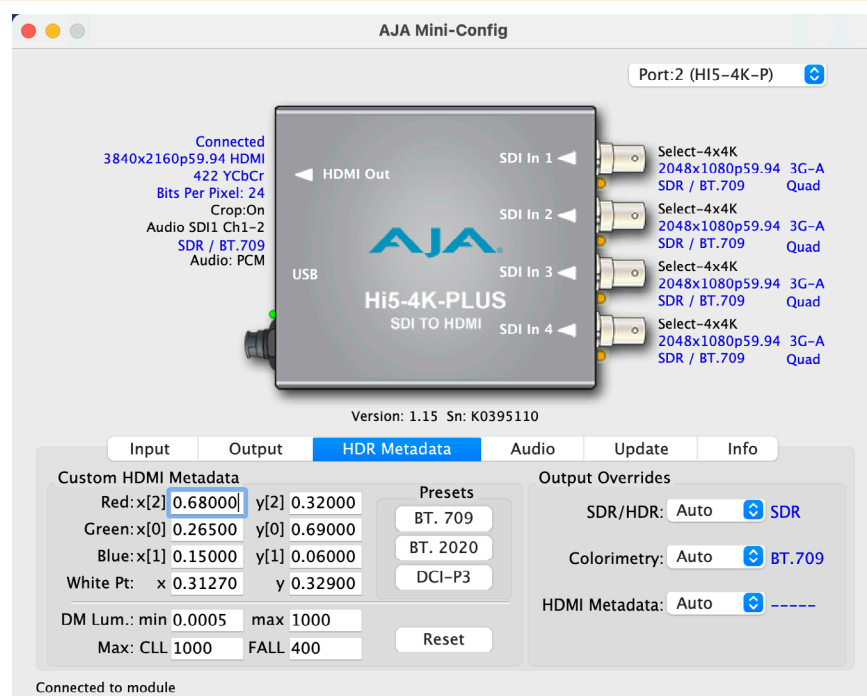 AJA Mini-Config
Port:2 (HI5-4K-P)
Connected
3840x2160p59.94 HDMI
422 YCbCr
Bits Per Pixel: 24
Crop:On
Audio SDI1 Ch1-2
SDR / BT.709
Audio: PCM
HDMI Out
USB
AJA
Hi5-4K-PLUS
SDI TO HDMI
SDI In 1
SDI In 2
SDI In 3
SDI In 4
Select-4x4K
2048x1080p59.94 3G-A
SDR / BT.709 Quad
Select-4x4K
2048x1080p59.94 3G-A
SDR / BT.709 Quad
Select-4x4K
2048x1080p59.94 3G-A
SDR / BT.709 Quad
Select-4x4K
2048x1080p59.94 3G-A
SDR / BT.709 Quad
Version: 1.15 Sn: K0395110
Input Output HDR Metadata Audio Update Info
Custom HDMI Metadata
Red: x[2] 0.68000 y[2] 0.32000
Green: x[0] 0.26500 y[0] 0.69000
Blue: x[1] 0.15000 y[1] 0.06000
White Pt: x 0.31270 y 0.32900
DM Lum.: min 0.0005 max 1000
Max: CLL 1000 FALL 400
Presets
BT. 709
BT. 2020
DCI-P3
Reset
Output Overrides
SDR/HDR: Auto SDR
Colorimetry: Auto BT.709
HDMI Metadata: Auto -----
Connected to module